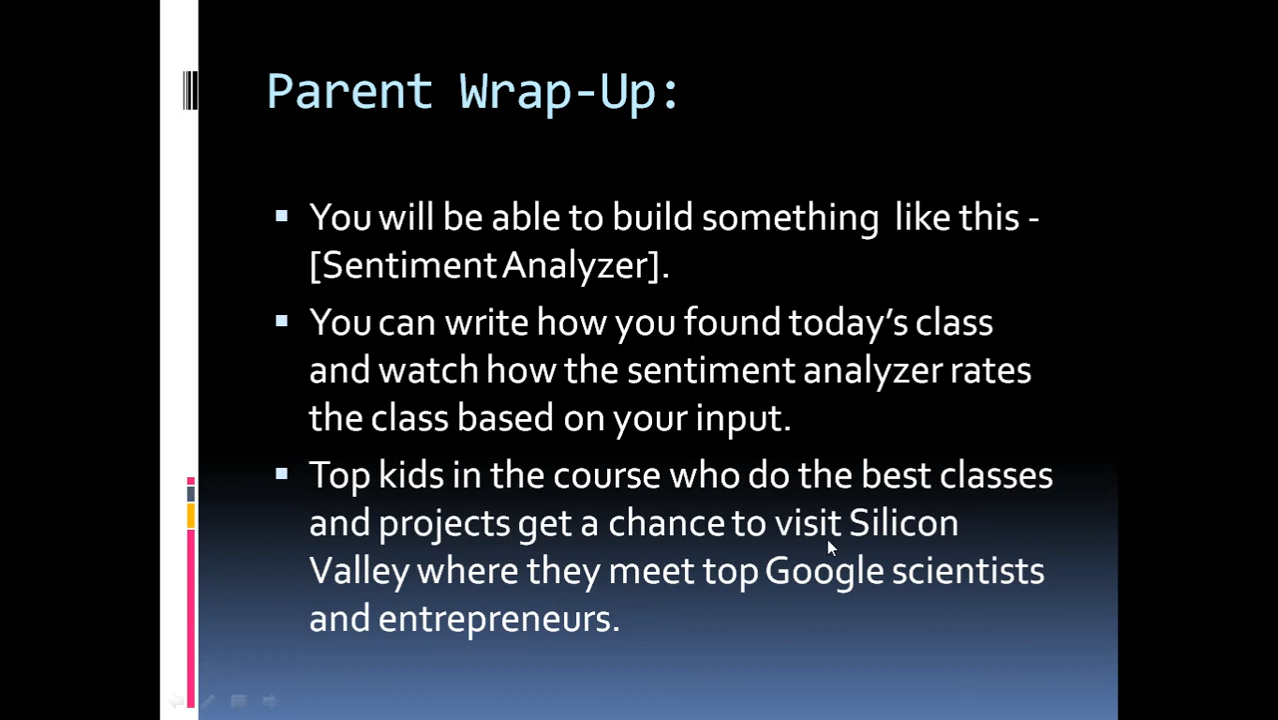 Parent Wrap-Up:
You will be able to build something like this -
[Sentiment Analyzer].
You can write how you found today's class
and watch how the sentiment analyzer rates
the class based on your input.
Top kids in the course who do the best classes
and projects get a chance to visit Silicon
Valley where they meet top Google scientists
and entrepreneurs.